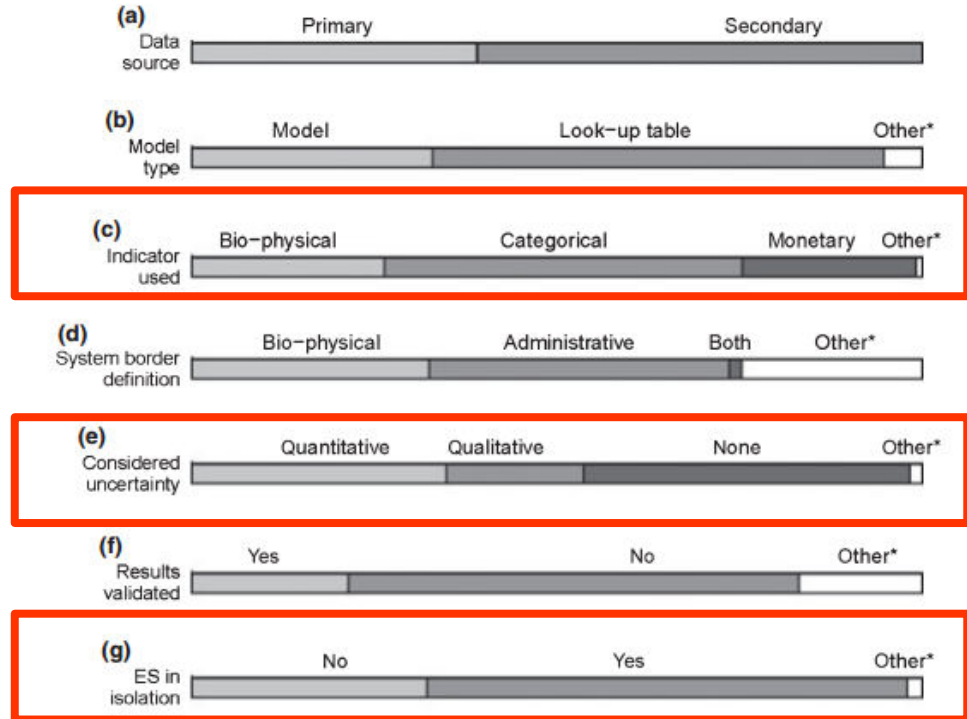 (a)
Primary Secondary
Data
source
(b)
Model Look-up table Other*
Model
type
(c)
Bio-physical Categorical Monetary Other*
Indicator
used
(d)
Bio-physical Administrative Both Other*
System border
definition
(e)
Quantitative Qualitative None Other*
Considered
uncertainty
(f)
Yes No Other*
Results
validated
(g)
No Yes Other*
ES in
isolation